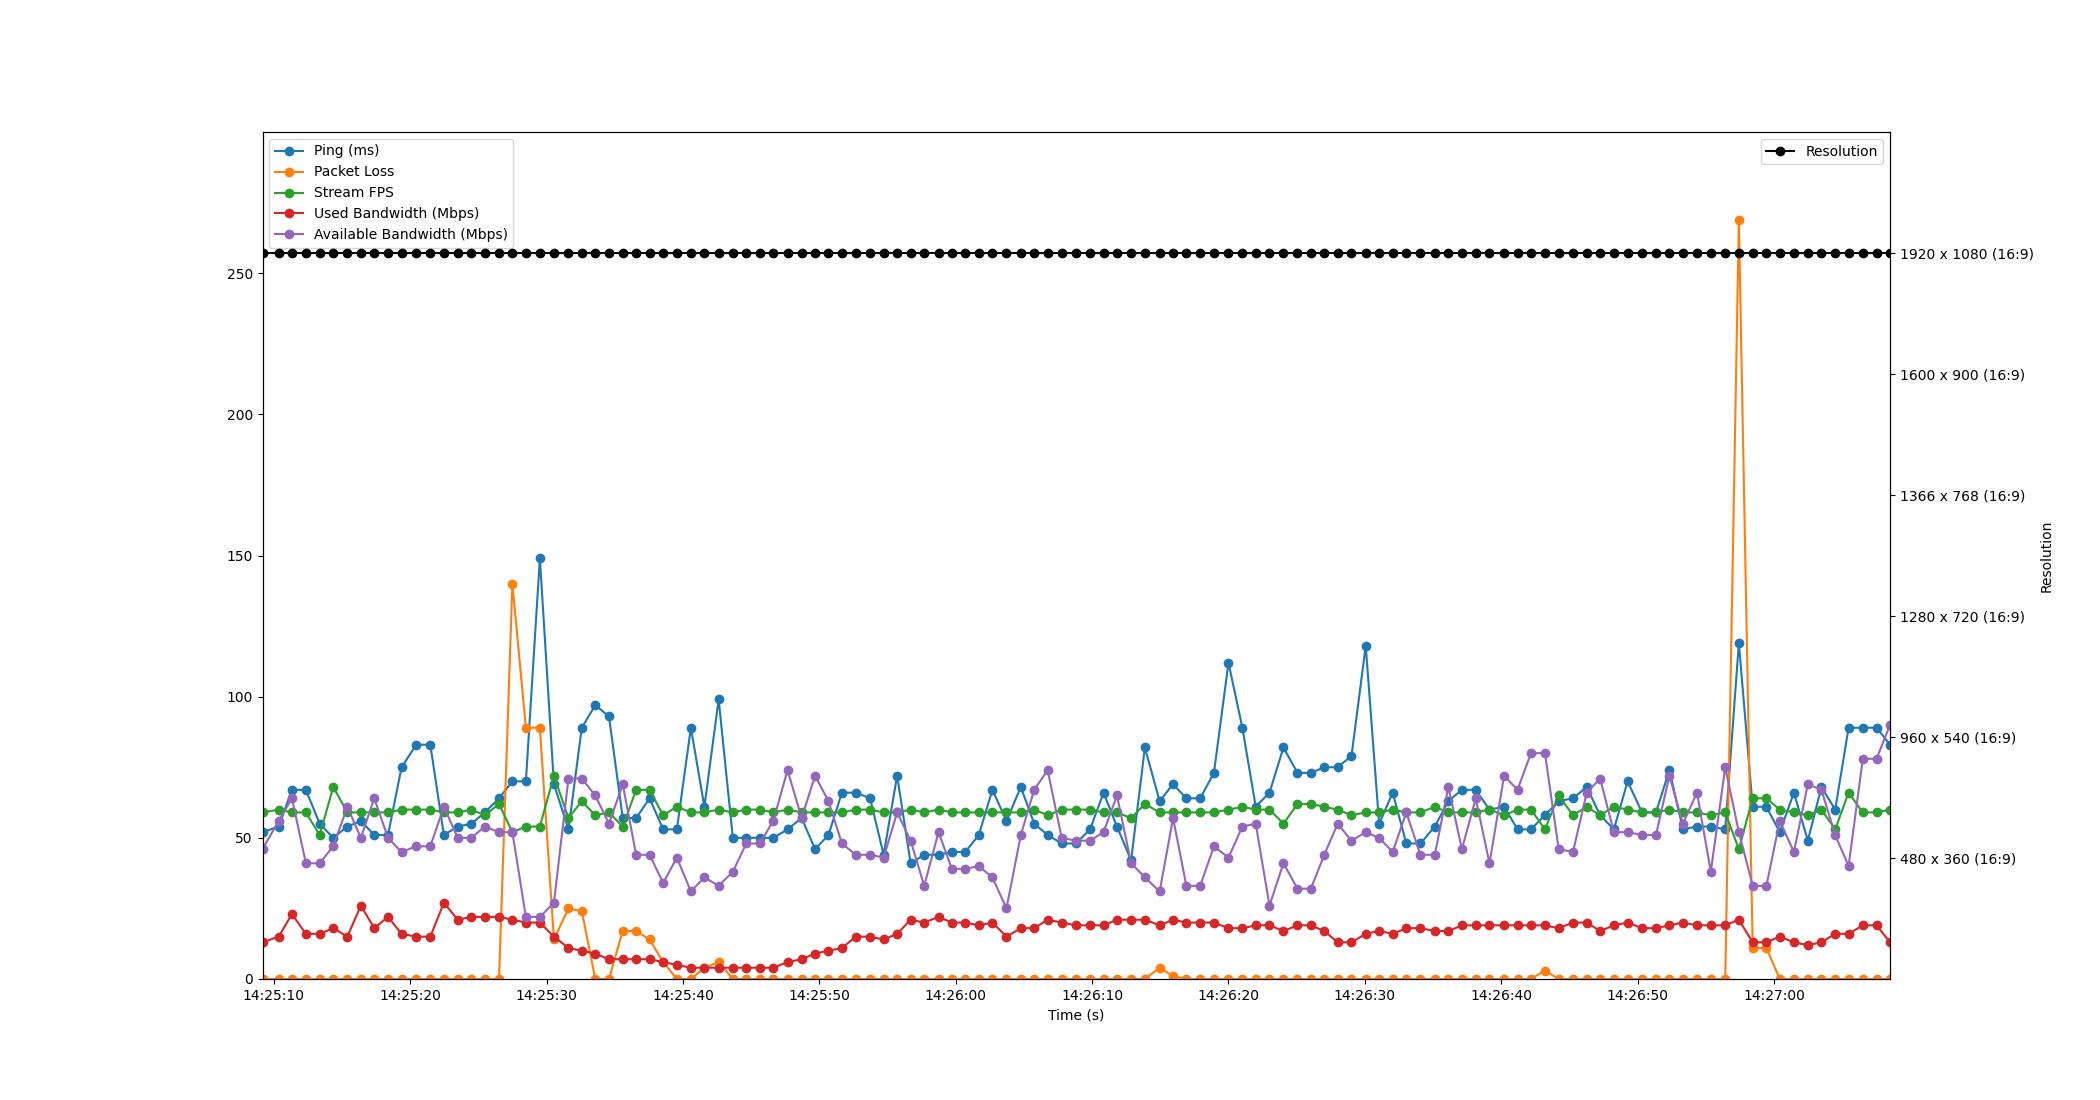 Ping (ms)
Packet Loss
Stream FPS
Used Bandwidth (Mbps)
Available Bandwidth (Mbps)
Resolution
250
200
150
100
50
0
1920 x 1080 (16:9)
1600 x 900 (16:9)
1366 x 768 (16:9)
1280 x 720 (16:9)
960 x 540 (16:9)
480 x 360 (16:9)
Resolution
14:25:10 14:25:20 14:25:30 14:25:40 14:25:50 14:26:00 14:26:10 14:26:20 14:26:30 14:26:40 14:26:50 14:27:00
Time (s)